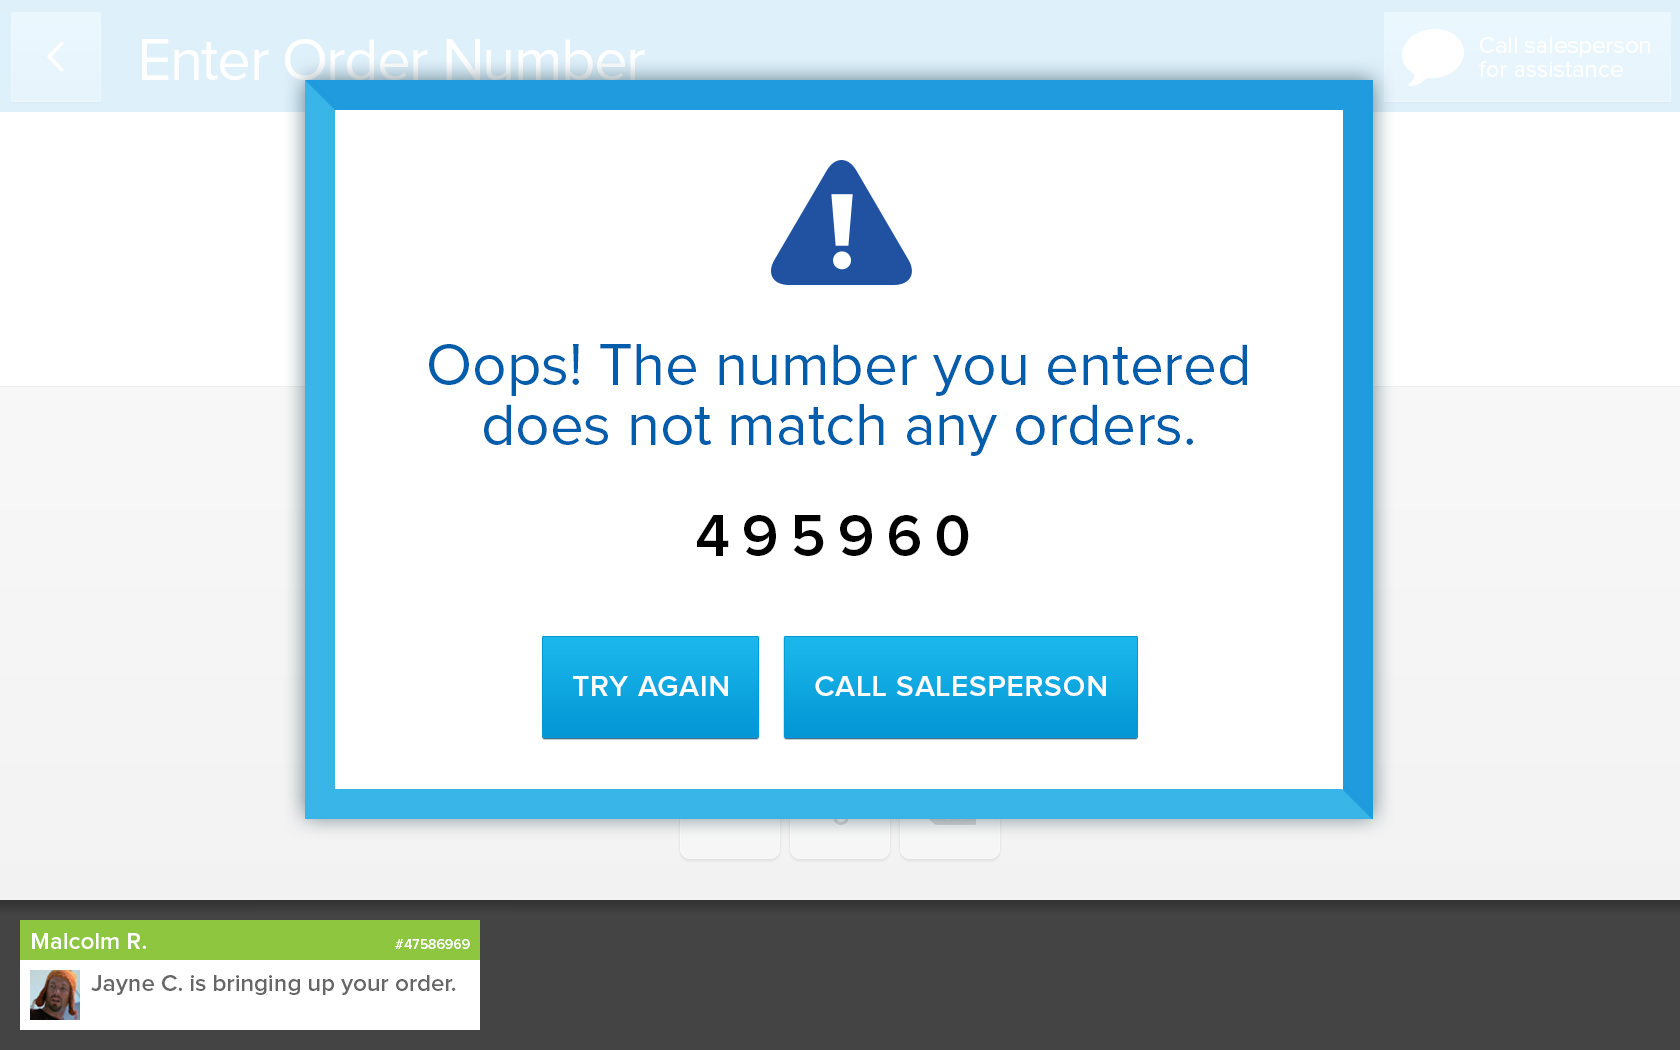 Enter Order Number
Call salesperson
for assistance
Oops! The number you entered
does not match any orders.
495960
TRY AGAIN
CALL SALESPERSON
Malcolm R.
#47586969
Jayne C. is bringing up your order.